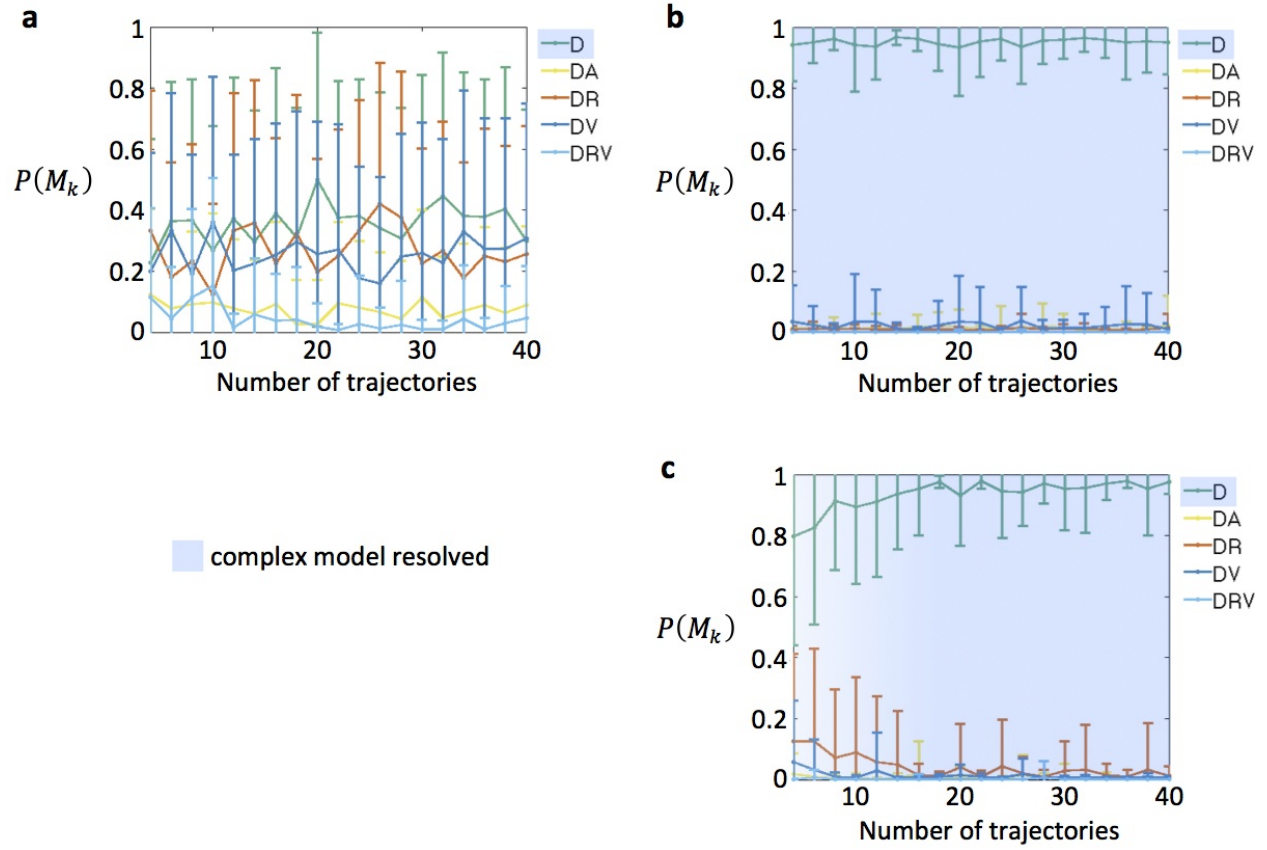 a
1
0.8
0.6
0.4
0.2
0
P(M_k)
10 20 30 40
Number of trajectories
D
DA
DR
DV
DRV
b
1
0.8
0.6
0.4
0.2
0
P(M_k)
10 20 30 40
Number of trajectories
D
DA
DR
DV
DRV
complex model resolved
c
1
0.8
0.6
0.4
0.2
0
P(M_k)
10 20 30 40
Number of trajectories
D
DA
DR
DV
DRV